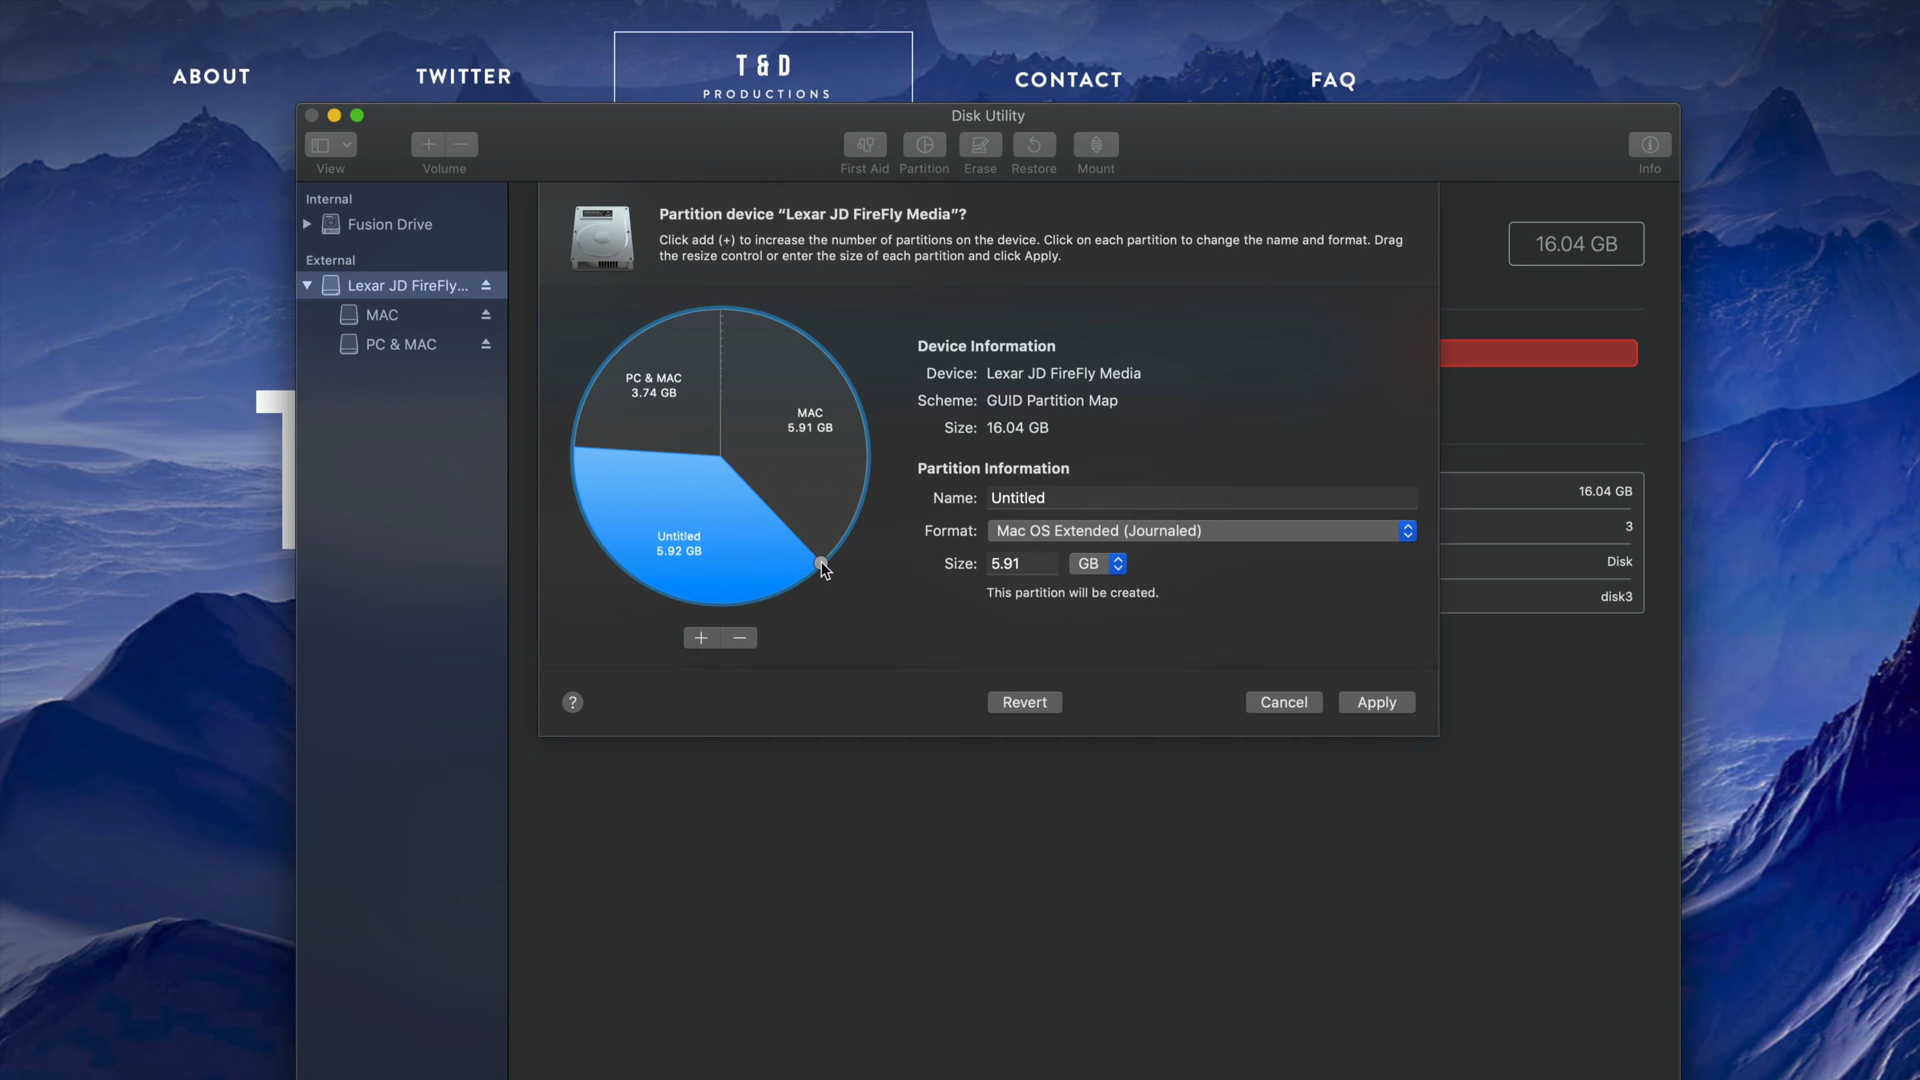 ABOUT
TWITTER
T & D
PRODUCTIONS
CONTACT
FAQ
Disk Utility
View
Volume
First Aid
Partition
Erase
Restore
Mount
Info
Internal
Fusion Drive
External
Lexar JD FireFly...
MAC
PC & MAC
Partition device “Lexar JD FireFly Media”?
Click add (+) to increase the number of partitions on the device. Click on each partition to change the name and format. Drag
the resize control or enter the size of each partition and click Apply.
16.04 GB
PC & MAC
3.74 GB
MAC
5.91 GB
Untitled
5.92 GB
Device Information
Device: Lexar JD FireFly Media
Scheme: GUID Partition Map
Size: 16.04 GB
Partition Information
Name: Untitled
Format: Mac OS Extended (Journaled)
Size: 5.91 GB
This partition will be created.
16.04 GB
3
Disk
disk3
+ −
?
Revert
Cancel
Apply
T